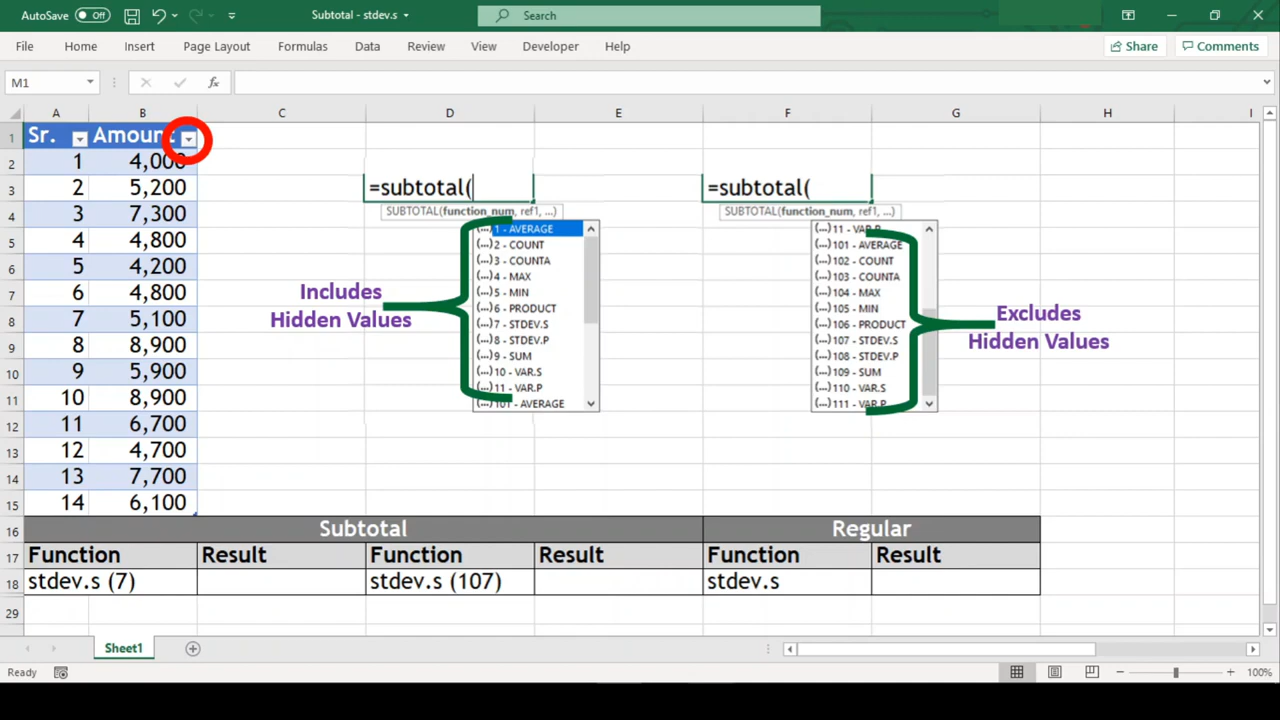 AutoSave Off Subtotal - stdev.s Search
File Home Insert Page Layout Formulas Data Review View Developer Help Share Comments
M1 fx
A B C D E F G H I
1 Sr. Amount
2 1 4,000
3 2 5,200 =subtotal( =subtotal(
SUBTOTAL(function_num, ref1, ...) SUBTOTAL(function_num, ref1, ...)
4 3 7,300
5 4 4,800
6 5 4,200
7 6 4,800
8 7 5,100
9 8 8,900
10 9 5,900
11 10 8,900
12 11 6,700
13 12 4,700
14 13 7,700
15 14 6,100
Includes
Hidden Values
(...) 1 - AVERAGE
(...) 2 - COUNT
(...) 3 - COUNTA
(...) 4 - MAX
(...) 5 - MIN
(...) 6 - PRODUCT
(...) 7 - STDEV.S
(...) 8 - STDEV.P
(...) 9 - SUM
(...) 10 - VAR.S
(...) 11 - VAR.P
(...) 101 - AVERAGE
(...) 11 - VAR.P
(...) 101 - AVERAGE
(...) 102 - COUNT
(...) 103 - COUNTA
(...) 104 - MAX
(...) 105 - MIN
(...) 106 - PRODUCT
(...) 107 - STDEV.S
(...) 108 - STDEV.P
(...) 109 - SUM
(...) 110 - VAR.S
(...) 111 - VAR.P
Excludes
Hidden Values
16 Subtotal Regular
17 Function Result Function Result Function Result
18 stdev.s (7) stdev.s (107) stdev.s
29
Sheet1
Ready 100%